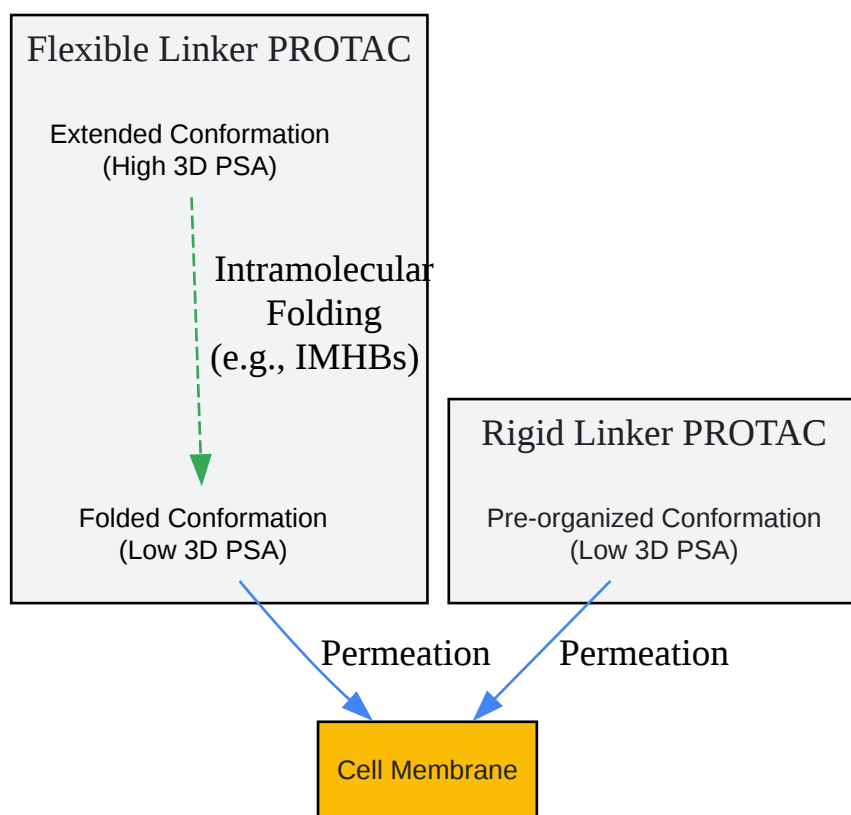 Flexible Linker PROTAC
Extended Conformation
(High 3D PSA)
Intramolecular
Folding
(e.g., IMHBs)
Folded Conformation
(Low 3D PSA)
Rigid Linker PROTAC
Pre-organized Conformation
(Low 3D PSA)
Permeation
Permeation
Cell Membrane